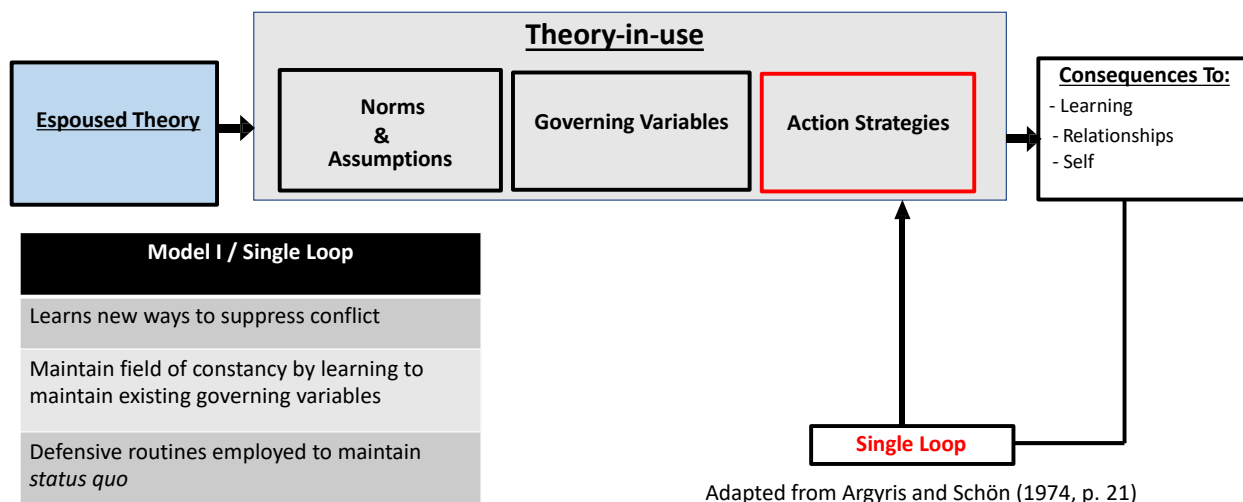 Theory-in-use
Espoused Theory
Norms
&
Assumptions
Governing Variables
Action Strategies
Consequences To:
- Learning
- Relationships
- Self
Model I / Single Loop
Learns new ways to suppress conflict
Maintain field of constancy by learning to
maintain existing governing variables
Defensive routines employed to maintain
status quo
Single Loop
Adapted from Argyris and Schön (1974, p. 21)